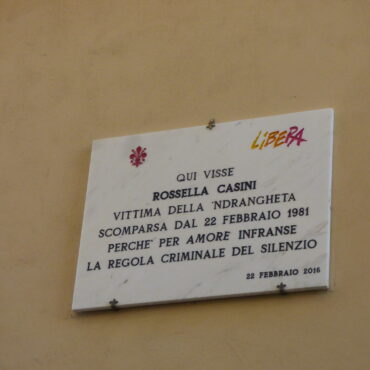 LiBERA
QUI VISSE
ROSSELLA CASINI
VITTIMA DELLA 'NDRANGHETA
SCOMPARSA DAL 22 FEBBRAIO 1981
PERCHE' PER AMORE INFRANSE
LA REGOLA CRIMINALE DEL SILENZIO
22 FEBBRAIO 2016